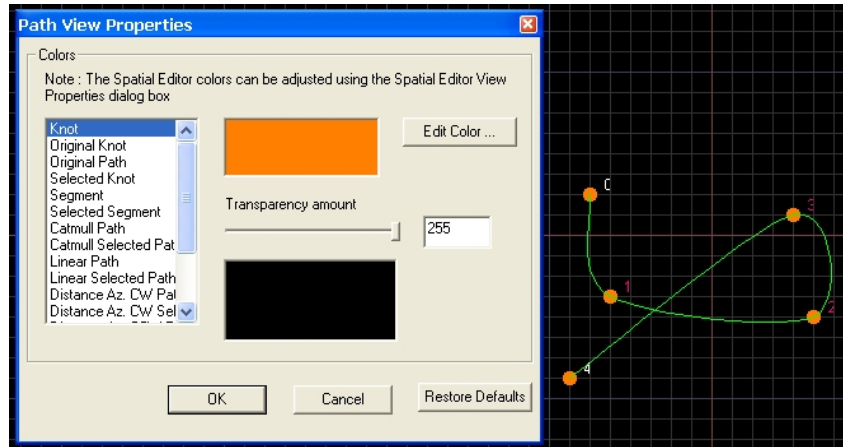 Path View Properties
Colors
Note : The Spatial Editor colors can be adjusted using the Spatial Editor View
Properties dialog box
Knot
Original Knot
Original Path
Selected Knot
Segment
Selected Segment
Catmull Path
Catmull Selected Pat
Linear Path
Linear Selected Path
Distance Az. CW Pat
Distance Az. CW Sel
Edit Color ...
Transparency amount
255
OK
Cancel
Restore Defaults
0
1
2
3
4